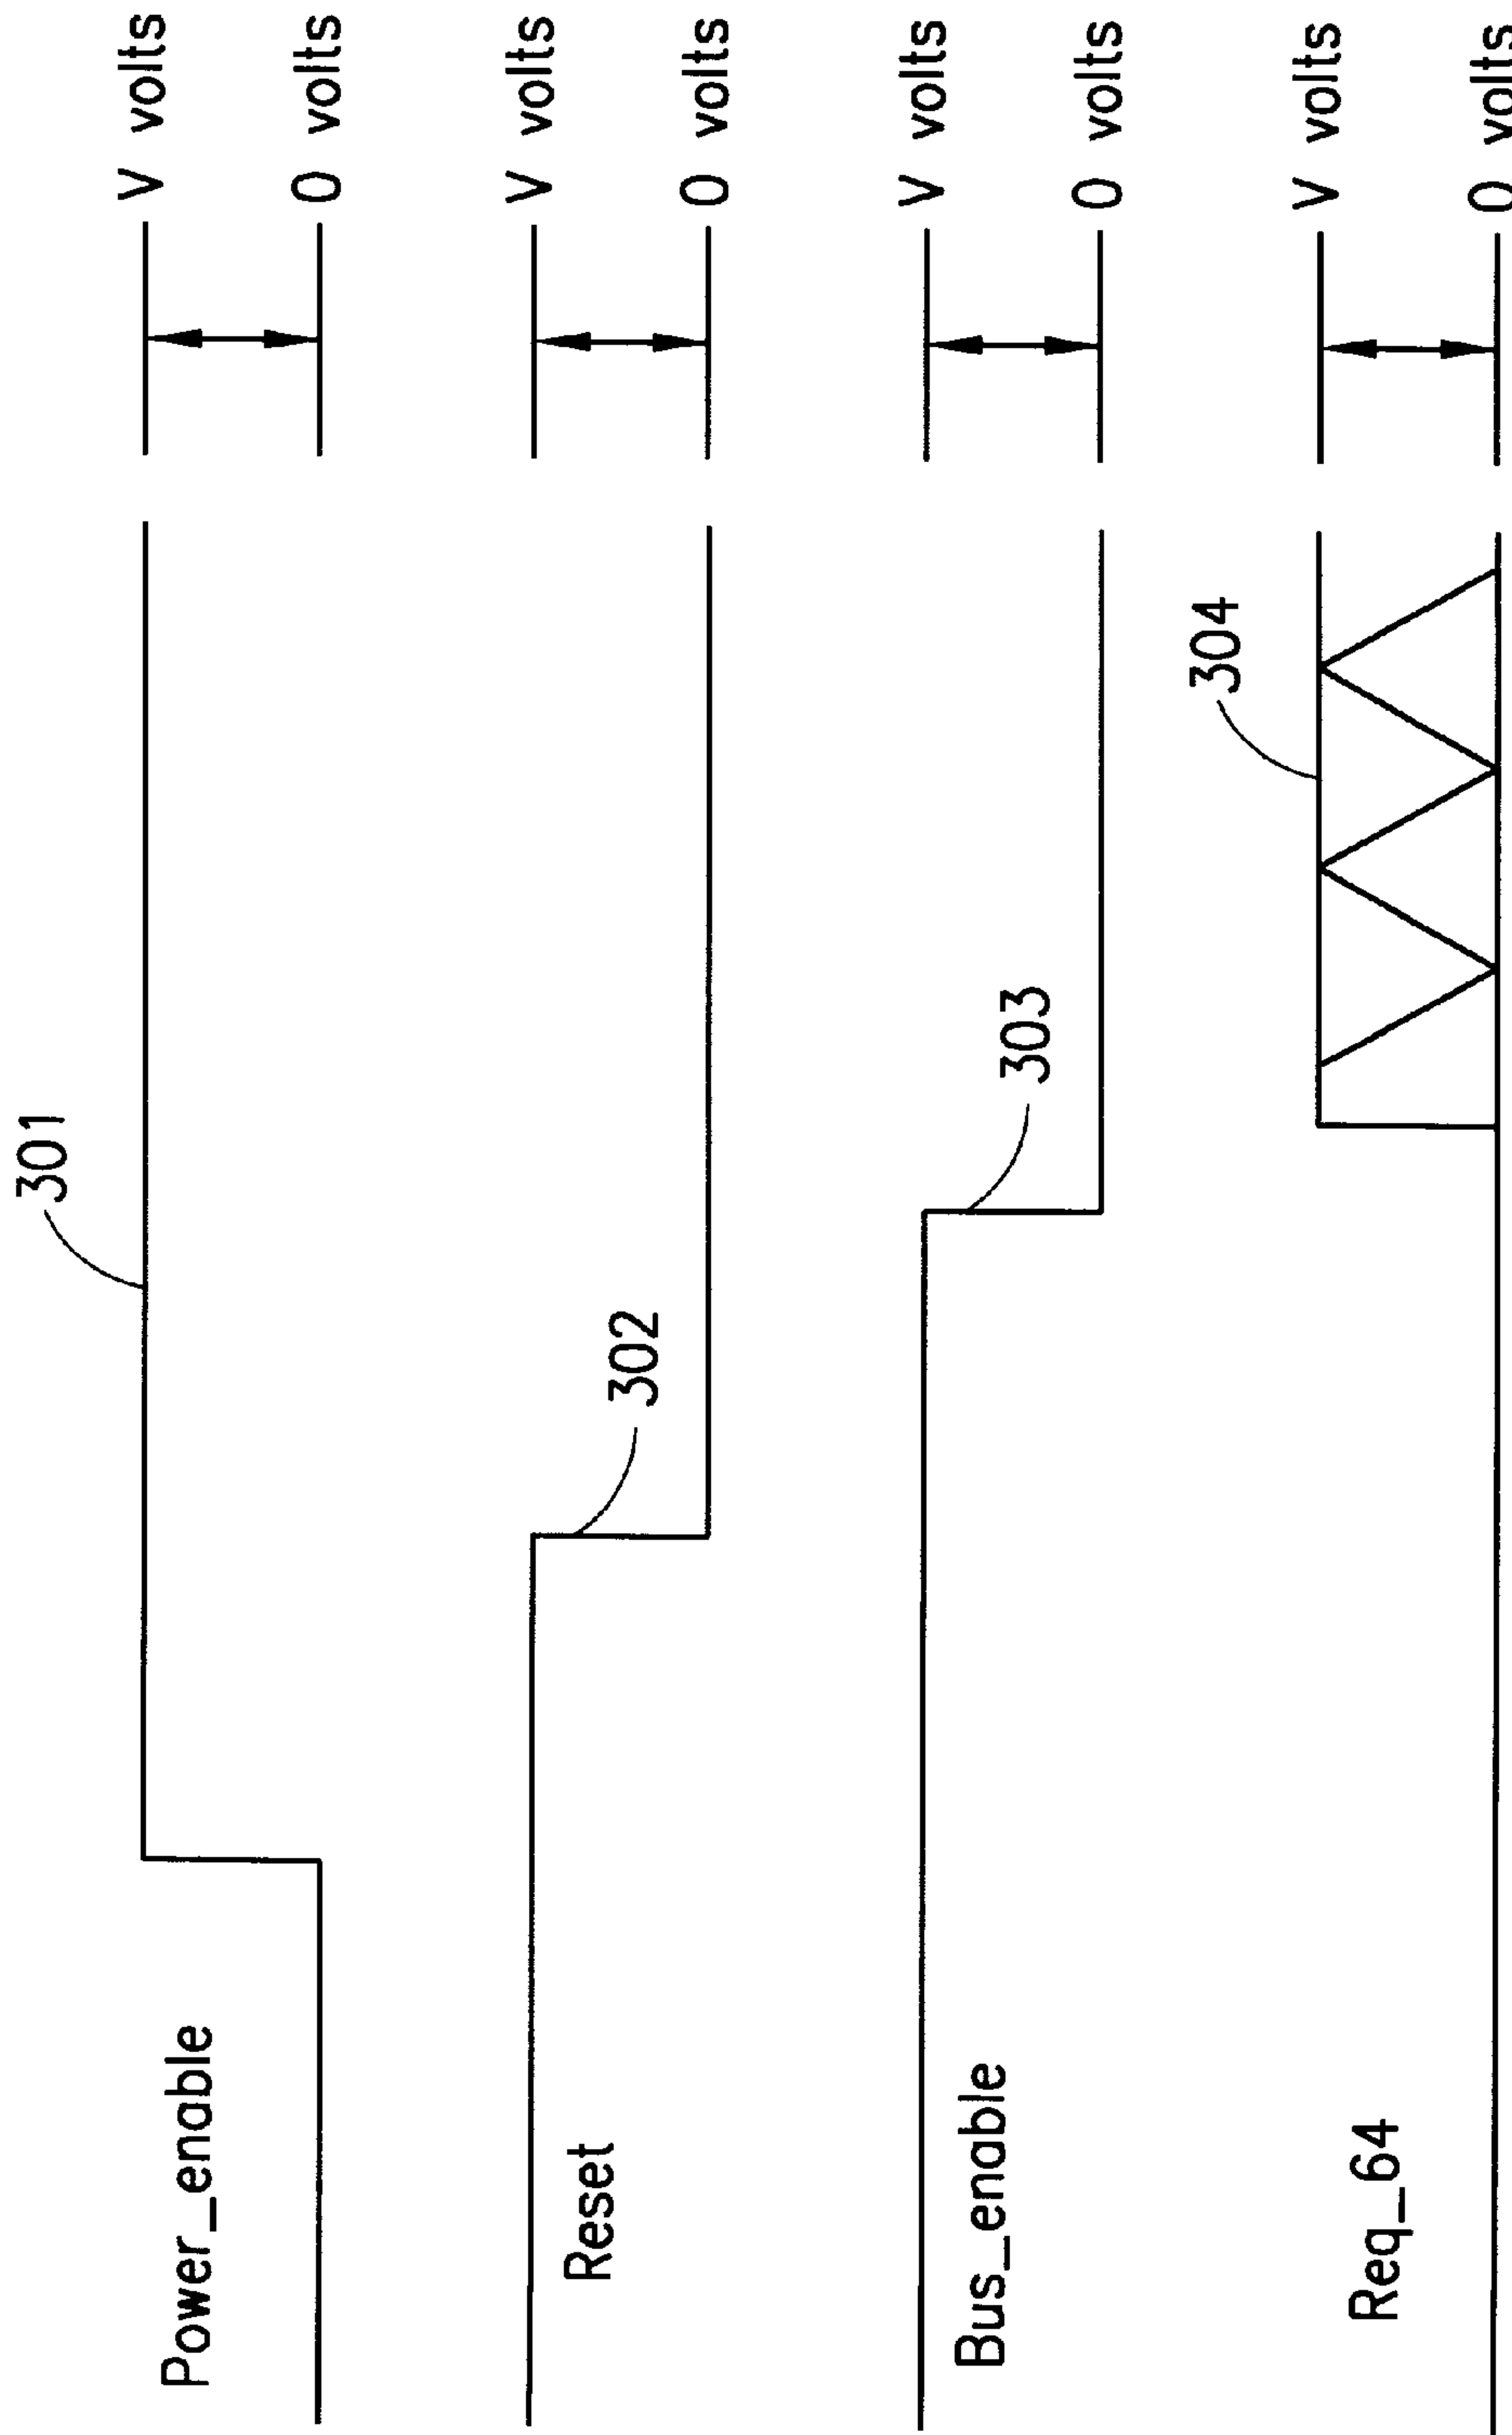 301
Power_enable
V volts
0 volts
302
Reset
V volts
0 volts
303
Bus_enable
V volts
0 volts
304
Req_64
V volts
0 volts